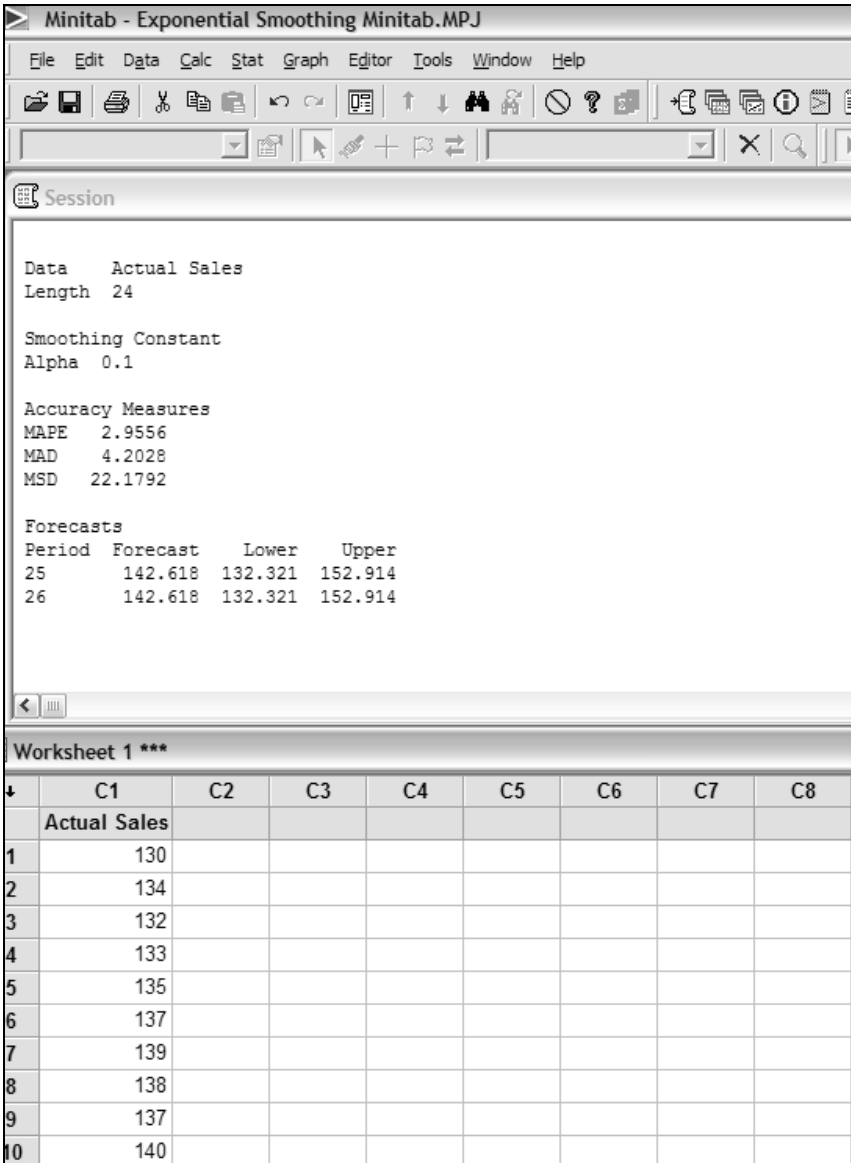 Minitab - Exponential Smoothing Minitab.MPJ
File Edit Data Calc Stat Graph Editor Tools Window Help
Session
Data Actual Sales
Length 24
Smoothing Constant
Alpha 0.1
Accuracy Measures
MAPE 2.9556
MAD 4.2028
MSD 22.1792
Forecasts
Period Forecast Lower Upper
25 142.618 132.321 152.914
26 142.618 132.321 152.914
Worksheet 1 ***
C1 C2 C3 C4 C5 C6 C7 C8
Actual Sales
1 130
2 134
3 132
4 133
5 135
6 137
7 139
8 138
9 137
10 140